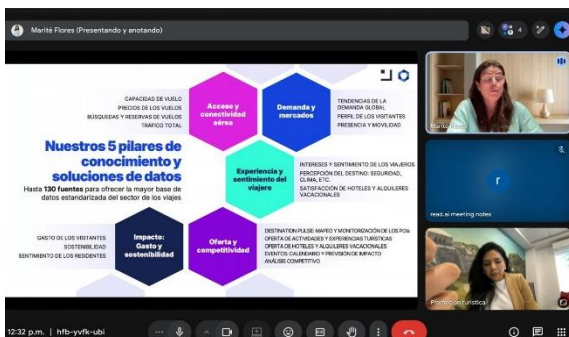 Marité Flores (Presentando y anotando)
4
CAPACIDAD DE VUELO
PRECIOS DE LOS VUELOS
BÚSQUEDAS Y RESERVAS DE VUELOS
TRÁFICO TOTAL
Acceso y
conectividad
aérea
Demanda y
mercados
TENDENCIAS DE LA
DEMANDA GLOBAL
PERFIL DE LOS VISITANTES
PRESENCIA Y MOVILIDAD
Nuestros 5 pilares de
conocimiento y
soluciones de datos
Hasta 130 fuentes para ofrecer la mayor base de
datos estandarizada del sector de los viajes
Experiencia y
sentimiento del
viajero
INTERESES Y SENTIMIENTO DE LOS VIAJEROS
PERCEPCIÓN DEL DESTINO: SEGURIDAD,
CLIMA, ETC.
SATISFACCIÓN DE HOTELES Y ALQUILERES
VACACIONALES
GASTO DE LOS VISITANTES
SOSTENIBILIDAD
SENTIMIENTO DE LOS RESIDENTES
Impacto:
Gasto y
sostenibilidad
Oferta y
competitividad
DESTINATION PULSE: MAPEO Y MONITORIZACIÓN DE LOS POIs
OFERTA DE ACTIVIDADES Y EXPERIENCIAS TURÍSTICAS
OFERTA DE HOTELES Y ALQUILERES VACACIONALES
EVENTOS: CALENDARIO Y PREVISIÓN DE IMPACTO
ANÁLISIS COMPETITIVO
Marité Flores
r
read.ai meeting notes
Promoción turística
12:32 p.m. | hfb-yvfk-ubi